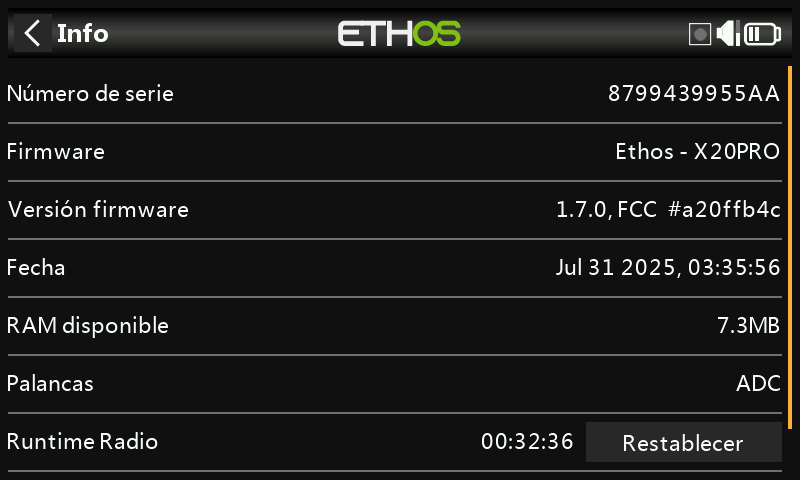 Info
ETHOS
Número de serie 8799439955AA
Firmware Ethos - X20PRO
Versión firmware 1.7.0, FCC #a20ffb4c
Fecha Jul 31 2025, 03:35:56
RAM disponible 7.3MB
Palancas ADC
Runtime Radio 00:32:36 Restablecer